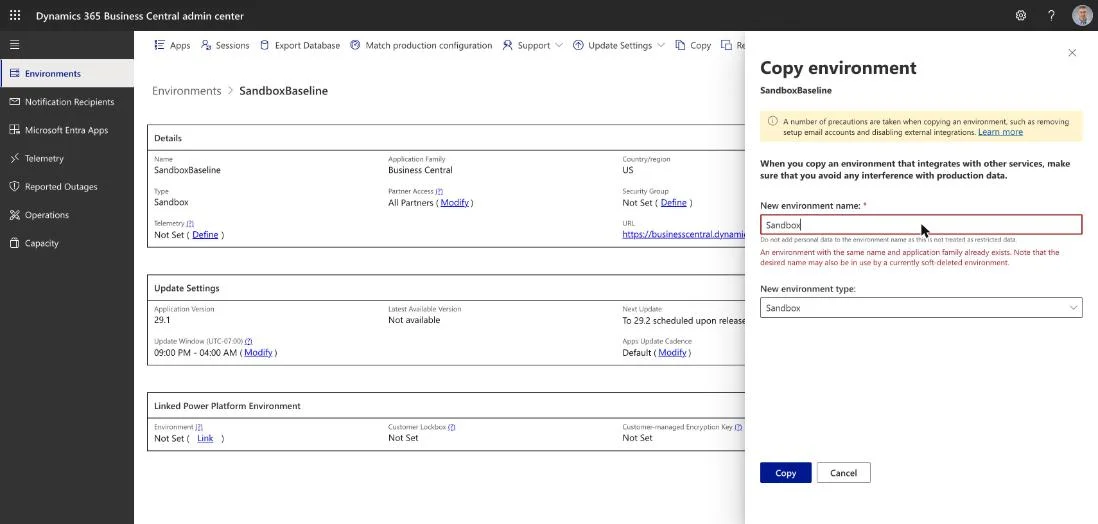 Dynamics 365 Business Central admin center
?
Environments
Notification Recipients
Microsoft Entra Apps
Telemetry
Reported Outages
Operations
Capacity
Apps Sessions Export Database Match production configuration Support Update Settings Copy Re
Environments > SandboxBaseline
Details
Name Application Family Country/region
SandboxBaseline Business Central US
Type Partner Access (?) Security Group
Sandbox All Partners ( Modify ) Not Set ( Define )
Telemetry (?) URL
Not Set ( Define ) https://businesscentral.dynamic
Update Settings
Application Version Latest Available Version Next Update
29.1 Not available To 29.2 scheduled upon release
Update Window (UTC-07:00) (?) Apps Update Cadence
09:00 PM - 04:00 AM ( Modify ) Default ( Modify )
Linked Power Platform Environment
Environment (?) Customer Lockbox (?) Customer-managed Encryption Key (?)
Not Set ( Link ) Not Set Not Set
Copy environment
SandboxBaseline
A number of precautions are taken when copying an environment, such as removing
setup email accounts and disabling external integrations. Learn more
When you copy an environment that integrates with other services, make
sure that you avoid any interference with production data.
New environment name: *
Sandbox
Do not add personal data to the environment name as this is not treated as restricted data.
An environment with the same name and application family already exists. Note that the
desired name may also be in use by a currently soft-deleted environment.
New environment type:
Sandbox
Copy Cancel